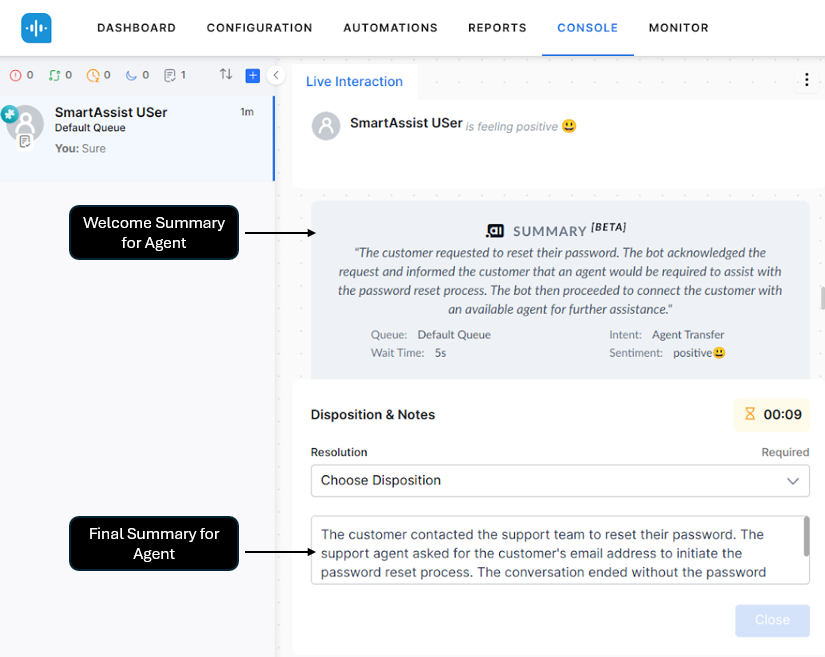 DASHBOARD CONFIGURATION AUTOMATIONS REPORTS CONSOLE MONITOR
0 0 0 0 1
Live Interaction
SmartAssist USer 1m
Default Queue
You: Sure
SmartAssist USer is feeling positive 😃
Welcome Summary
for Agent
.ai SUMMARY [BETA]
"The customer requested to reset their password. The bot acknowledged the
request and informed the customer that an agent would be required to assist with
the password reset process. The bot then proceeded to connect the customer with
an available agent for further assistance."
Queue: Default Queue Intent: Agent Transfer
Wait Time: 5s Sentiment: positive😃
Disposition & Notes 00:09
Resolution Required
Choose Disposition
Final Summary for
Agent
The customer contacted the support team to reset their password. The
support agent asked for the customer's email address to initiate the
password reset process. The conversation ended without the password
Close